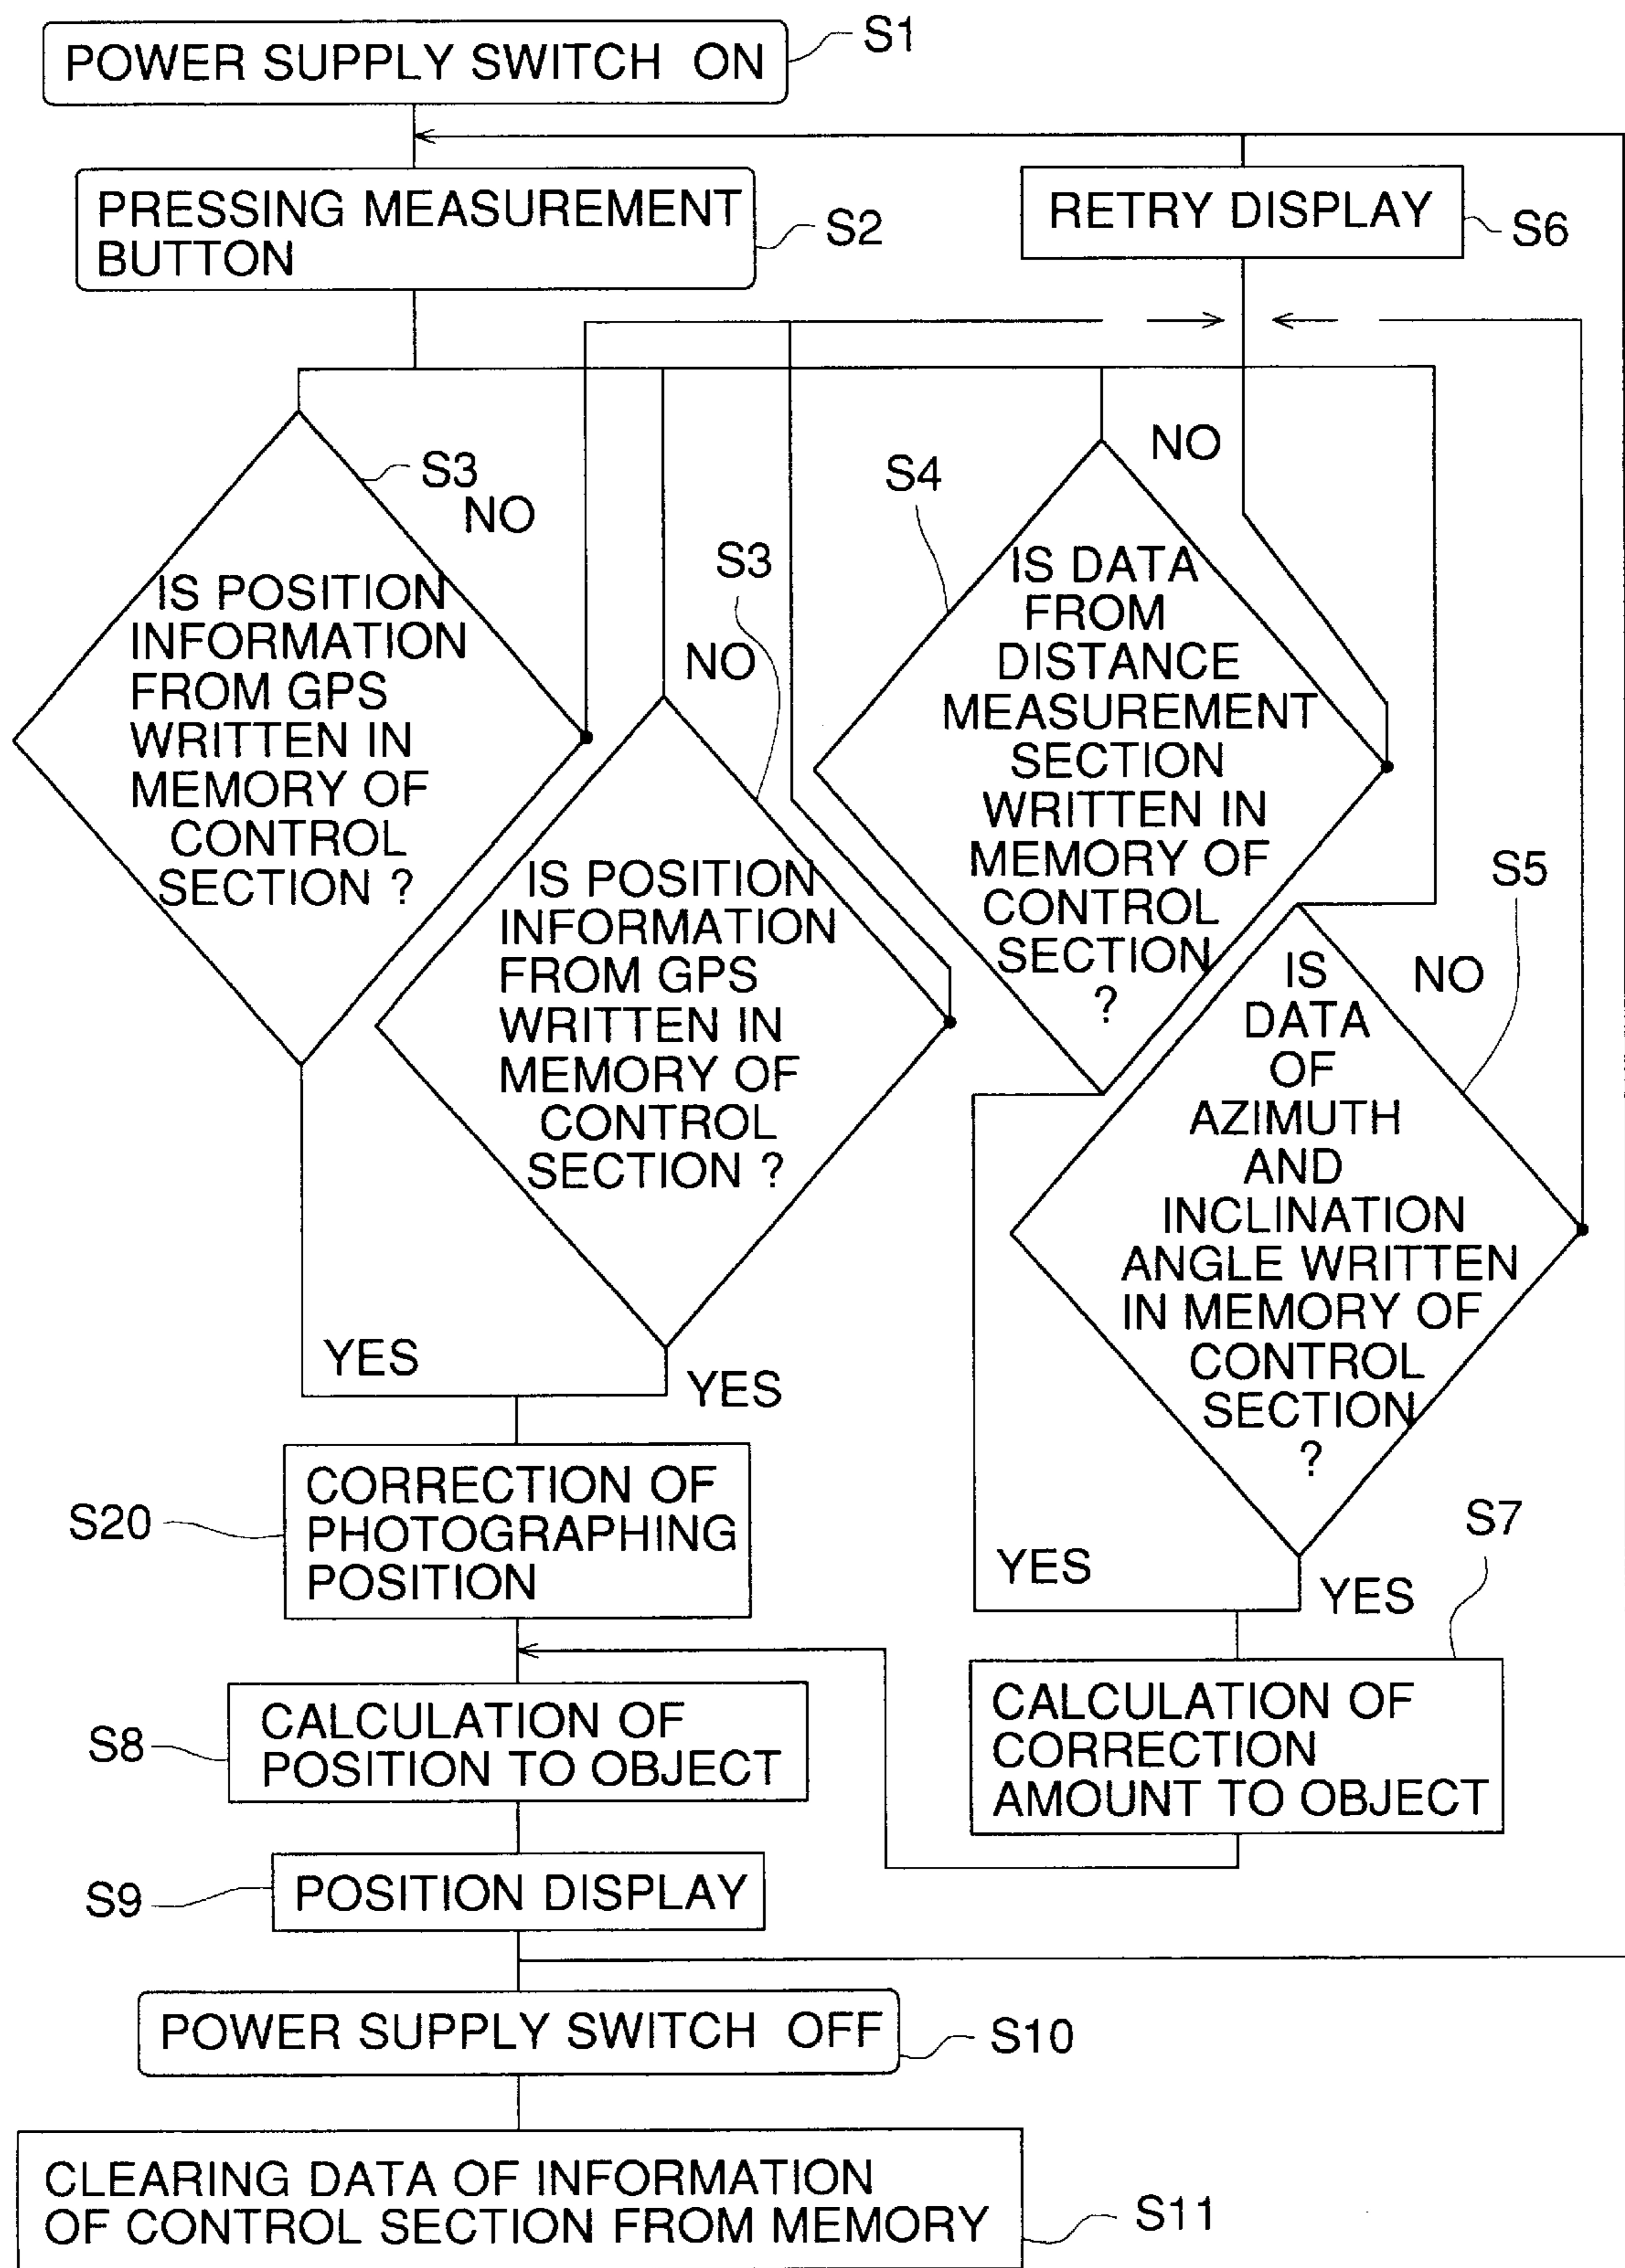 POWER SUPPLY SWITCH ON
S1
PRESSING MEASUREMENT
BUTTON
S2
RETRY DISPLAY
S6
S3
NO
IS POSITION
INFORMATION
FROM GPS
WRITTEN IN
MEMORY OF
CONTROL
SECTION ?
YES
S3
NO
IS POSITION
INFORMATION
FROM GPS
WRITTEN IN
MEMORY OF
CONTROL
SECTION ?
YES
S4
NO
IS DATA
FROM
DISTANCE
MEASUREMENT
SECTION
WRITTEN IN
MEMORY OF
CONTROL
SECTION
?
YES
S5
NO
IS
DATA
OF
AZIMUTH
AND
INCLINATION
ANGLE WRITTEN
IN MEMORY OF
CONTROL
SECTION
?
YES
S20
CORRECTION OF
PHOTOGRAPHING
POSITION
S7
CALCULATION OF
CORRECTION
AMOUNT TO OBJECT
S8
CALCULATION OF
POSITION TO OBJECT
S9
POSITION DISPLAY
POWER SUPPLY SWITCH OFF
S10
CLEARING DATA OF INFORMATION
OF CONTROL SECTION FROM MEMORY
S11